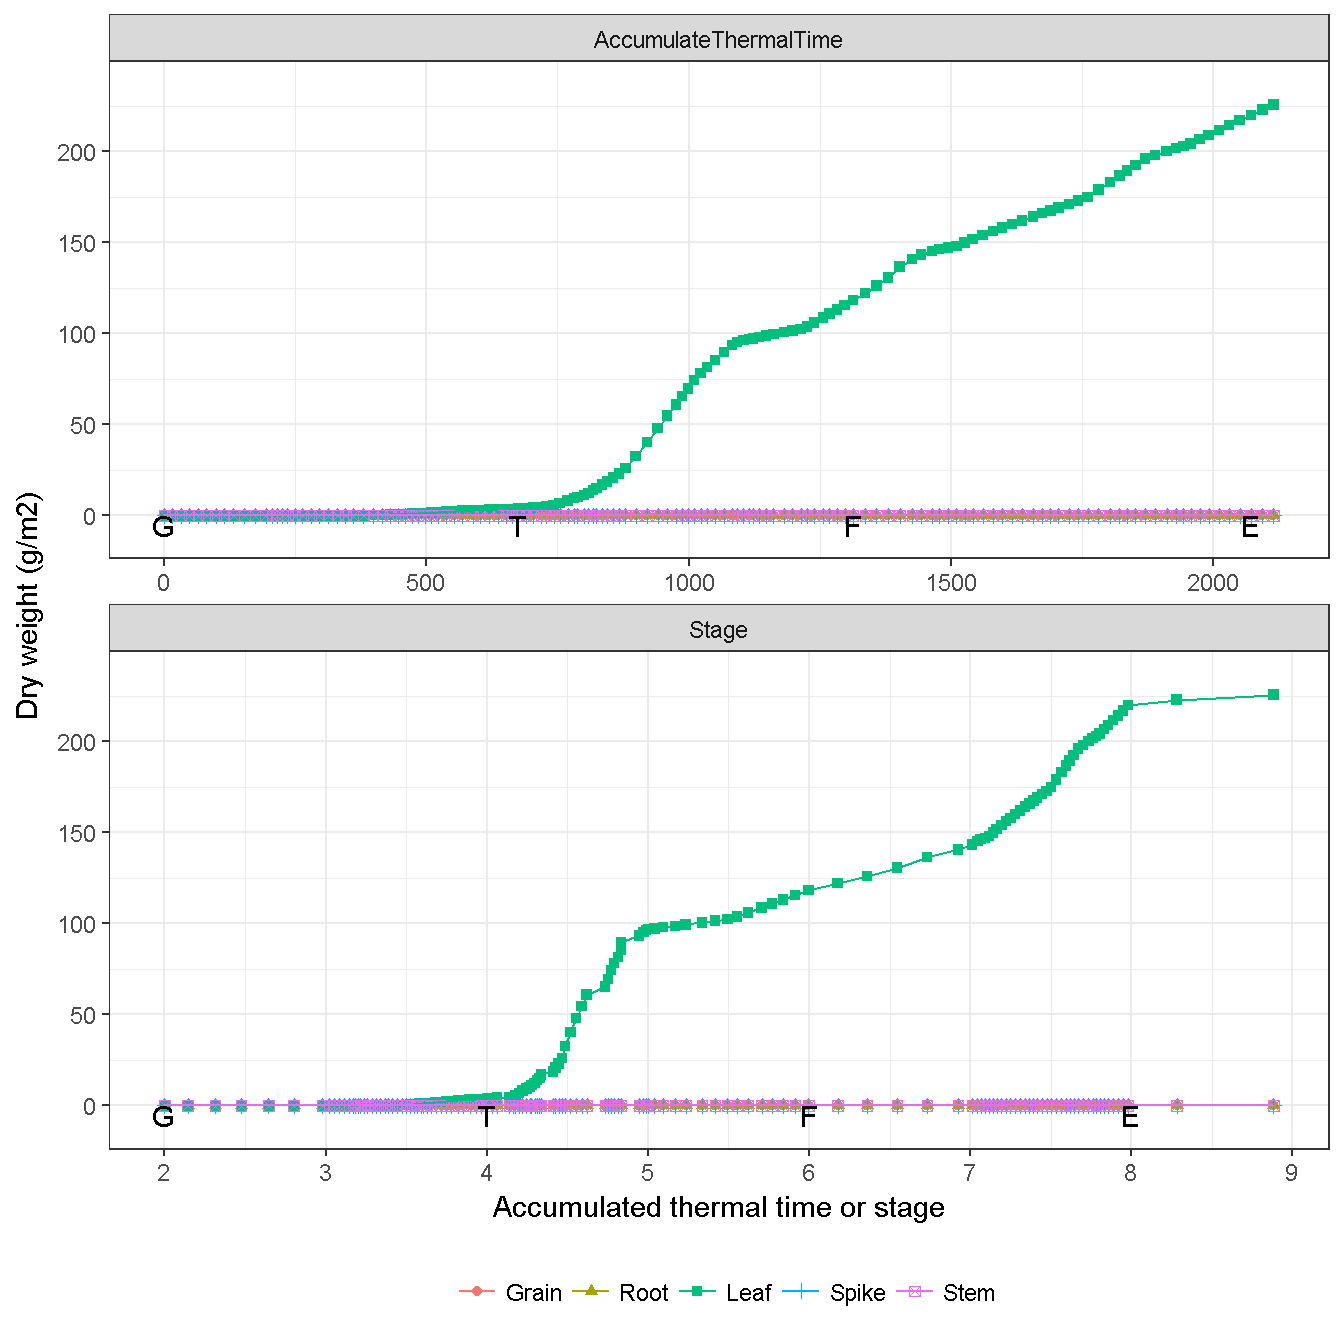 AccumulateThermalTime
200
150
100
50
0
G T F E
0 500 1000 1500 2000
Dry weight (g/m2)
Stage
200
150
100
50
0
G T F E
2 3 4 5 6 7 8 9
Accumulated thermal time or stage
Grain Root Leaf Spike Stem